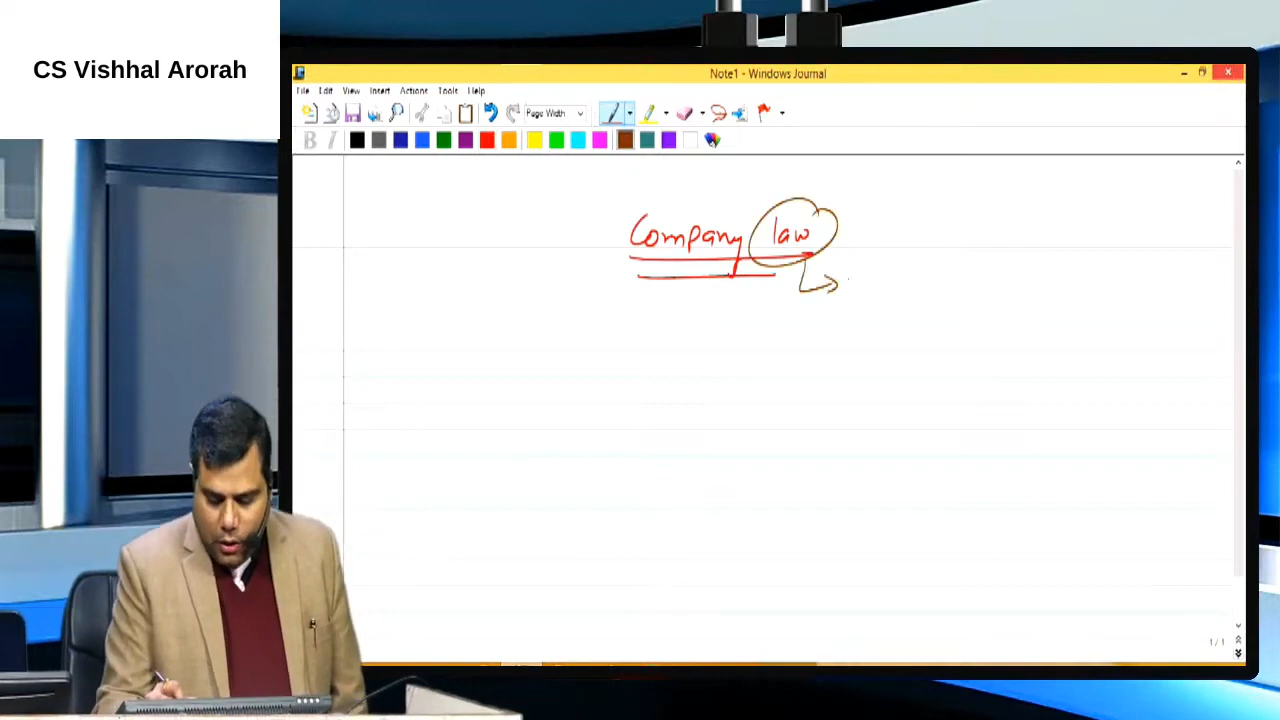 CS Vishhal Arorah
Note1 - Windows Journal
File Edit View Insert Actions Tools Help
Page Width
B I
Company law
1 / 1